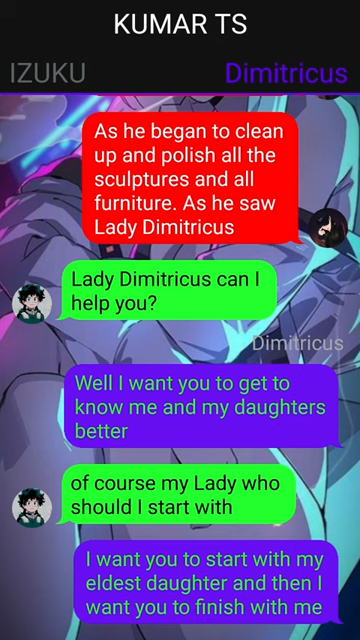 KUMAR TS
IZUKU
Dimitricus
As he began to clean
up and polish all the
sculptures and all
furniture. As he saw
Lady Dimitricus
Lady Dimitricus can I
help you?
Dimitricus
Well I want you to get to
know me and my daughters
better
of course my Lady who
should I start with
I want you to start with my
eldest daughter and then I
want you to finish with me